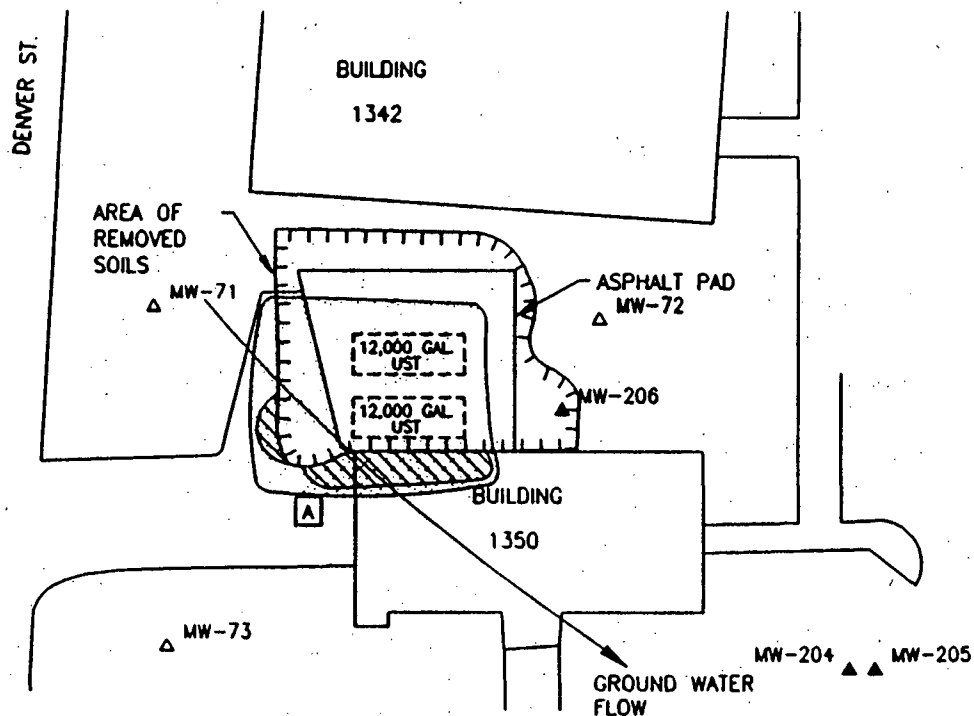 DENVER ST.
BUILDING
1342
AREA OF
REMOVED
SOILS
MW-71
ASPHALT PAD
MW-72
12,000 GAL
UST
12,000 GAL
UST
MW-206
BUILDING
1350
A
MW-73
MW-204
MW-205
GROUND WATER
FLOW